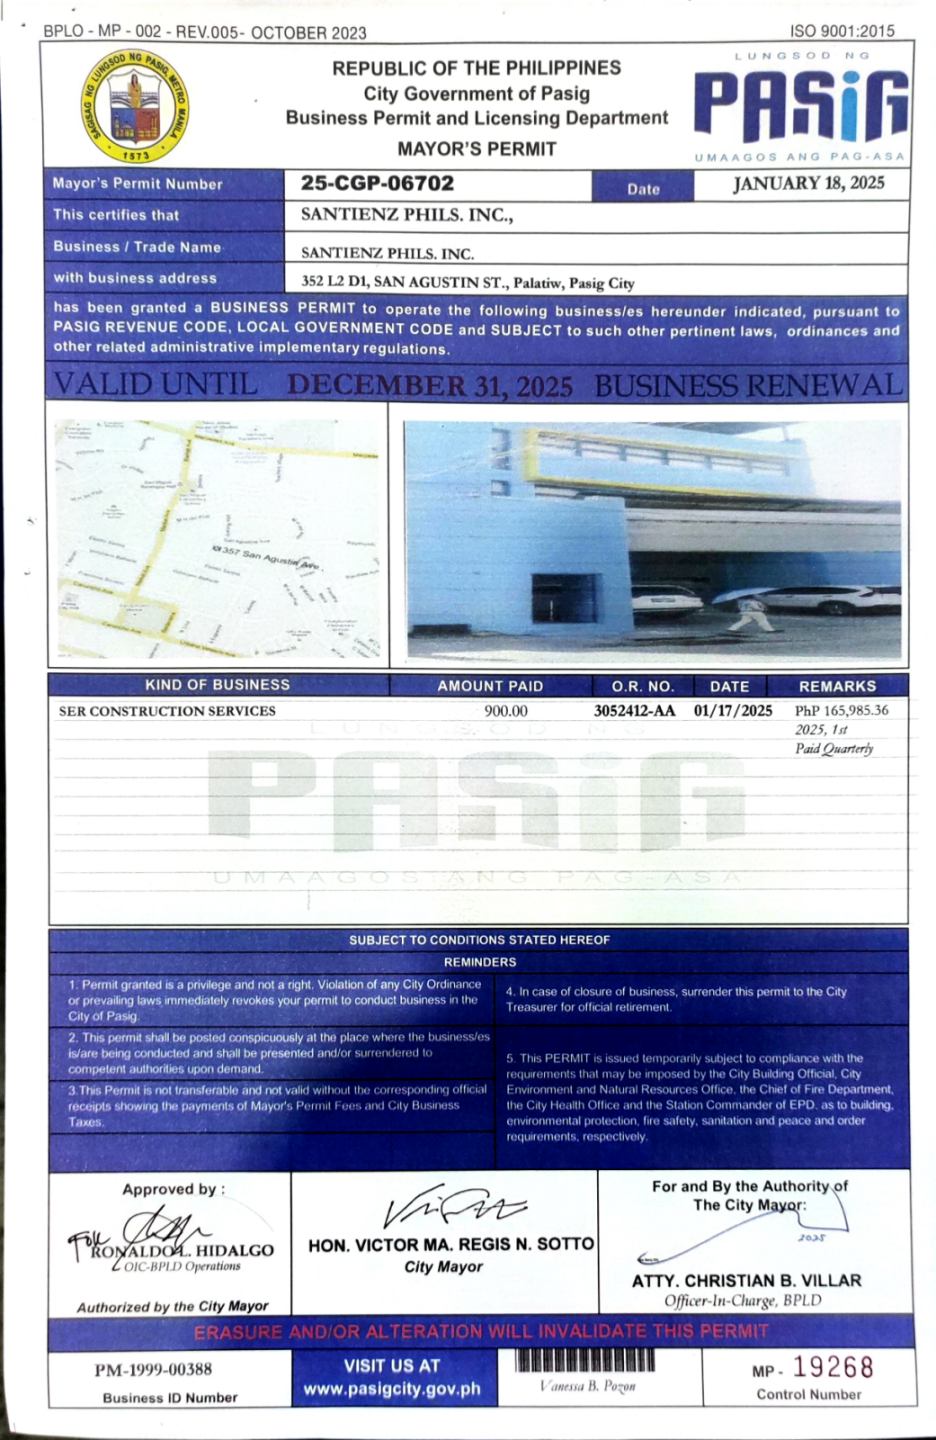 BPLO - MP - 002 - REV.005- OCTOBER 2023
ISO 9001:2015
SAGISAG NG LUNGSOD NG PASIG, METRO MANILA
1573
REPUBLIC OF THE PHILIPPINES
City Government of Pasig
Business Permit and Licensing Department
MAYOR'S PERMIT
LUNGSOD NG
PASiG
UMAAGOS ANG PAG-ASA
Mayor's Permit Number 25-CGP-06702 Date JANUARY 18, 2025
This certifies that SANTIENZ PHILS. INC.,
Business / Trade Name SANTIENZ PHILS. INC.
with business address 352 L2 D1, SAN AGUSTIN ST., Palatiw, Pasig City
has been granted a BUSINESS PERMIT to operate the following business/es hereunder indicated, pursuant to
PASIG REVENUE CODE, LOCAL GOVERNMENT CODE and SUBJECT to such other pertinent laws, ordinances and
other related administrative implementary regulations.
VALID UNTIL DECEMBER 31, 2025 BUSINESS RENEWAL
357 San Agustin Ave
KIND OF BUSINESS AMOUNT PAID O.R. NO. DATE REMARKS
SER CONSTRUCTION SERVICES 900.00 3052412-AA 01/17/2025 PhP 165,985.36
2025, 1st
Paid Quarterly
LUNGSOD NG
PASiG
UMAAGOS ANG PAG-ASA
SUBJECT TO CONDITIONS STATED HEREOF
REMINDERS
1. Permit granted is a privilege and not a right, Violation of any City Ordinance
or prevailing laws immediately revokes your permit to conduct business in the
City of Pasig.
2. This permit shall be posted conspicuously at the place where the business/es
is/are being conducted and shall be presented and/or surrendered to
competent authorities upon demand.
3.This Permit is not transferable and not valid without the corresponding official
receipts showing the payments of Mayor's Permit Fees and City Business
Taxes.
4. In case of closure of business, surrender this permit to the City
Treasurer for official retirement.
5. This PERMIT is issued temporarily subject to compliance with the
requirements that may be imposed by the City Building Official, City
Environment and Natural Resources Office, the Chief of Fire Department,
the City Health Office and the Station Commander of EPD, as to building,
environmental protection, fire safety, sanitation and peace and order
requirements, respectively.
Approved by :
For
RONALDO L. HIDALGO
OIC-BPLD Operations
Authorized by the City Mayor
HON. VICTOR MA. REGIS N. SOTTO
City Mayor
For and By the Authority of
The City Mayor:
2025
ATTY. CHRISTIAN B. VILLAR
Officer-In-Charge, BPLD
ERASURE AND/OR ALTERATION WILL INVALIDATE THIS PERMIT
PM-1999-00388
Business ID Number
VISIT US AT
www.pasigcity.gov.ph
Vanessa B. Pozon
MP - 19268
Control Number